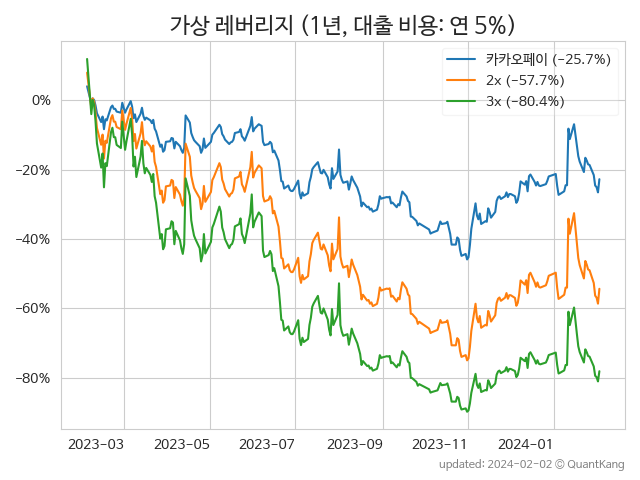 가상 레버리지 (1년, 대출 비용: 연 5%)
카카오페이 (−25.7%)
2x (−57.7%)
3x (−80.4%)
0%
−20%
−40%
−60%
−80%
2023-03 2023-05 2023-07 2023-09 2023-11 2024-01
updated: 2024-02-02 © QuantKang